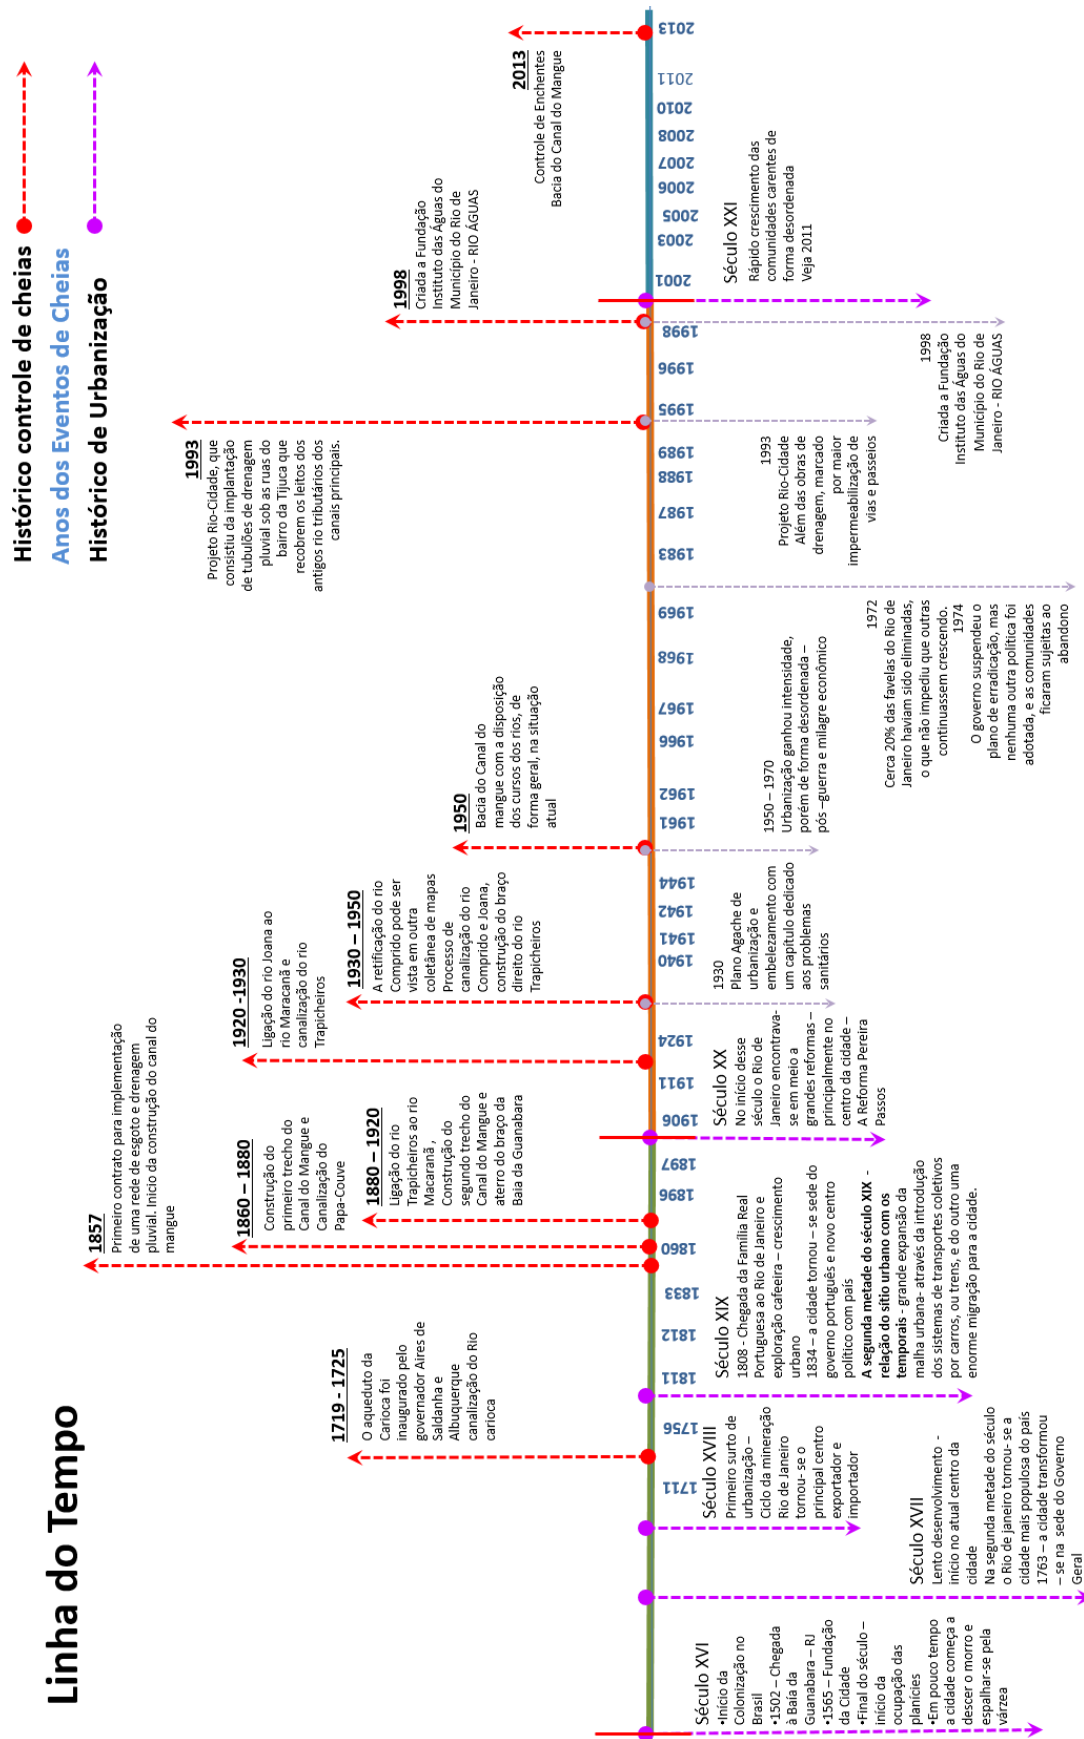 Linha do Tempo
Histórico controle de cheias
Anos dos Eventos de Cheias
Histórico de Urbanização
1719 - 1725
O aqueduto da
Carioca foi
inaugurado pelo
governador Aires de
Saldanha e
Albuquerque
canalização do Rio
carioca
1857
Primeiro contrato para implementação
de uma rede de esgoto e drenagem
pluvial. Inicio da construção do canal do
mangue
1860 – 1880
Construção do
primeiro trecho do
Canal do Mangue e
Canalização do
Papa-Couve
1880 – 1920
Ligação do rio
Trapicheiros ao rio
Macaranã ,
Construção do
segundo trecho do
Canal do Mangue e
aterro do braço da
Baia da Guanabara
1920 -1930
Ligação do rio Joana ao
rio Maracanã e
canalização do rio
Trapicheiros
1930 – 1950
A retificação do rio
Comprido pode ser
vista em outra
coletânea de mapas
Processo de
canalização do rio
Comprido e Joana,
construção do braço
direito do rio
Trapicheiros
1950
Bacia do Canal do
mangue com a disposição
dos cursos dos rios, de
forma geral, na situação
atual
1993
Projeto Rio-Cidade, que
consistiu da implantação
de tubulões de drenagem
pluvial sob as ruas do
bairro da Tijuca que
recobrem os leitos dos
antigos rio tributários dos
canais principais.
1998
Criada a Fundação
Instituto das Águas do
Município do Rio de
Janeiro - RIO ÁGUAS
2013
Controle de Enchentes
Bacia do Canal do Mangue
1711
1756
1811
1812
1833
1860
1896
1897
1906
1911
1924
1940
1941
1942
1944
1961
1962
1966
1967
1968
1969
1983
1987
1988
1989
1995
1996
1998
2001
2003
2005
2006
2007
2008
2010
2011
2013
Século XVI
•Início da
Colonização no
Brasil
•1502 – Chegada
à Baía da
Guanabara – RJ
•1565 – Fundação
da Cidade
•Final do século –
início da
ocupação das
planícies
•Em pouco tempo
a cidade começa a
descer o morro e
espalhar-se pela
várzea
Século XVII
Lento desenvolvimento -
início no atual centro da
cidade
Na segunda metade do século
o Rio de janeiro tornou- se a
cidade mais populosa do país
1763 – a cidade transformou
– se na sede do Governo
Geral
Século XVIII
Primeiro surto de
urbanização –
Ciclo da mineração
Rio de Janeiro
tornou- se o
principal centro
exportador e
importador
Século XIX
1808 - Chegada da Família Real
Portuguesa ao Rio de Janeiro e
exploração cafeeira – crescimento
urbano
1834 – a cidade tornou – se sede do
governo português e novo centro
político com país
A segunda metade do século XIX -
relação do sítio urbano com os
temporais - grande expansão da
malha urbana- através da introdução
dos sistemas de transportes coletivos
por carros, ou trens, e do outro uma
enorme migração para a cidade.
Século XX
No início desse
século o Rio de
Janeiro encontrava-
se em meio a
grandes reformas –
principalmente no
centro da cidade –
A Reforma Pereira
Passos
1930
Plano Agache de
urbanização e
embelezamento com
um capítulo dedicado
aos problemas
sanitários
1950 – 1970
Urbanização ganhou intensidade,
porém de forma desordenada –
pós –guerra e milagre econômico
1972
Cerca 20% das favelas do Rio de
Janeiro haviam sido eliminadas,
o que não impediu que outras
continuassem crescendo.
1974
O governo suspendeu o
plano de erradicação, mas
nenhuma outra política foi
adotada, e as comunidades
ficaram sujeitas ao
abandono
1993
Projeto Rio-Cidade
Além das obras de
drenagem, marcado
por maior
impermeabilização de
vias e passeios
1998
Criada a Fundação
Instituto das Águas do
Município do Rio de
Janeiro - RIO ÁGUAS
Século XXI
Rápido crescimento das
comunidades carentes de
forma desordenada
Veja 2011